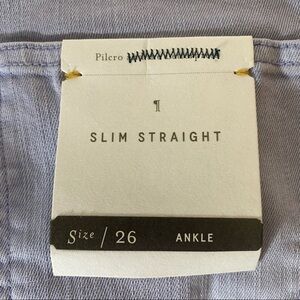 Pilcro
¶
SLIM STRAIGHT
Size / 26 ANKLE